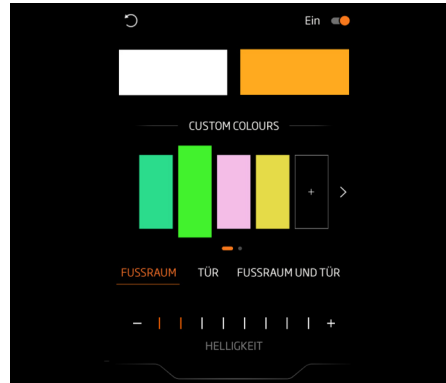 Ein
CUSTOM COLOURS
+
FUSSRAUM TÜR FUSSRAUM UND TÜR
- +
HELLIGKEIT